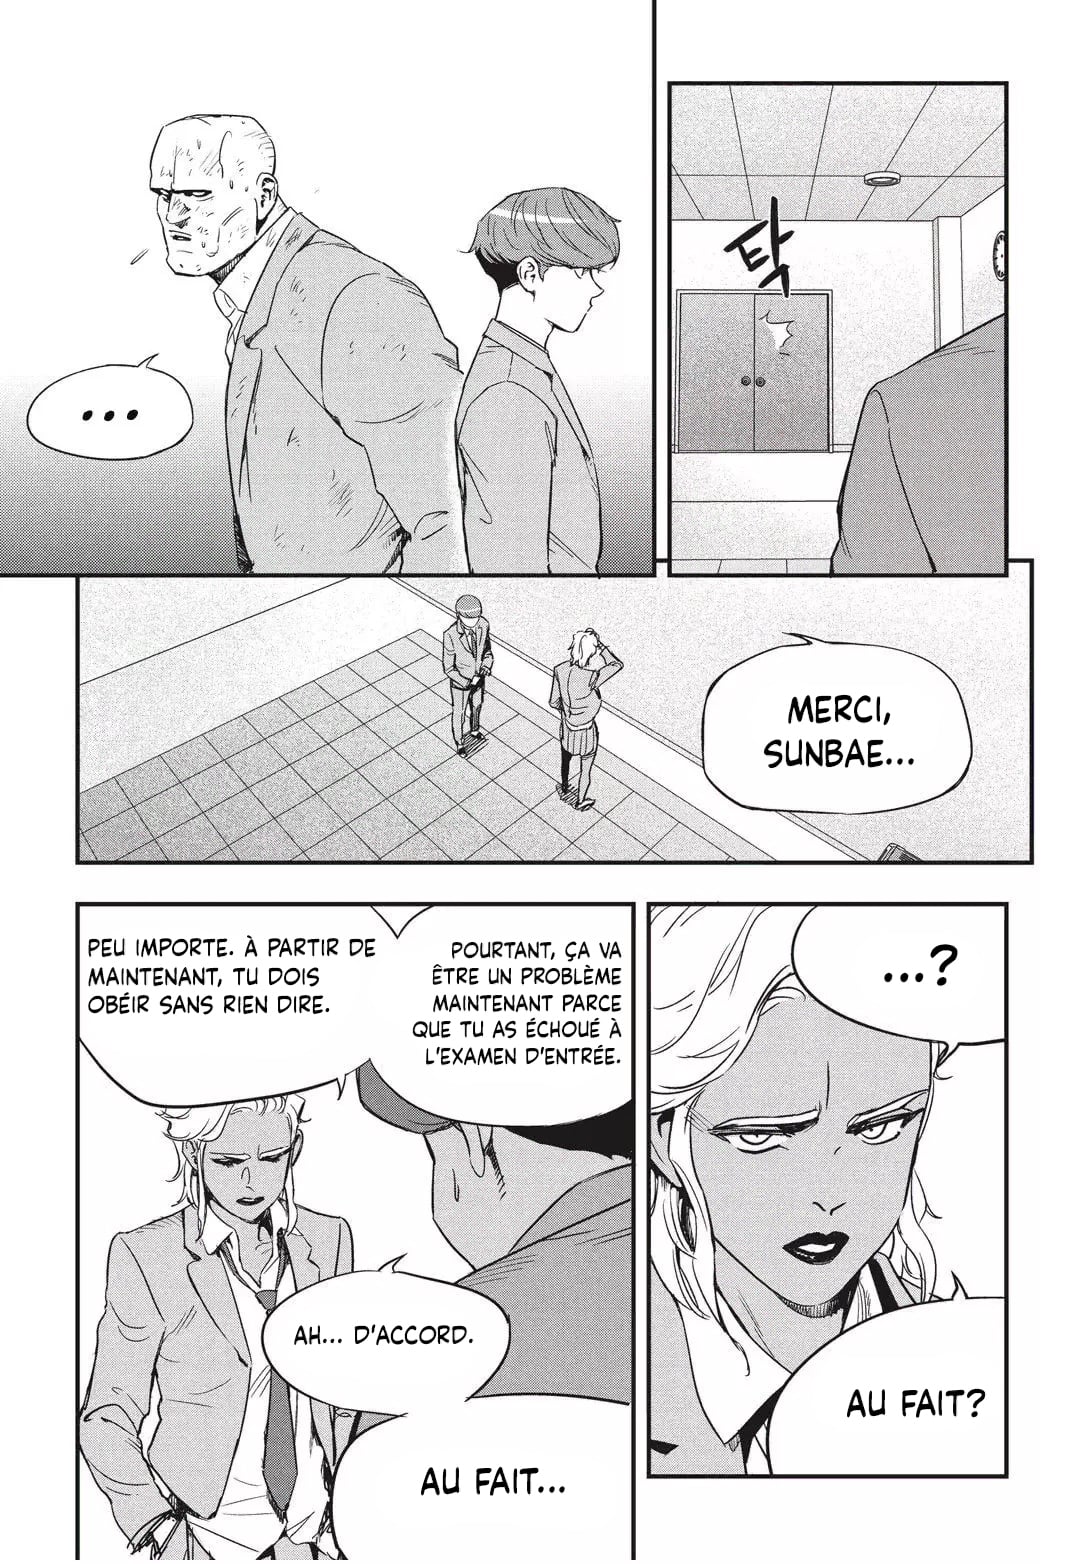 ...
탁
MERCI,
SUNBAE...
PEU IMPORTE. À PARTIR DE
MAINTENANT, TU DOIS
OBÉIR SANS RIEN DIRE.
POURTANT, ÇA VA
ÊTRE UN PROBLÈME
MAINTENANT PARCE
QUE TU AS ÉCHOUÉ À
L'EXAMEN D'ENTRÉE.
AH... D'ACCORD.
AU FAIT...
...?
AU FAIT?